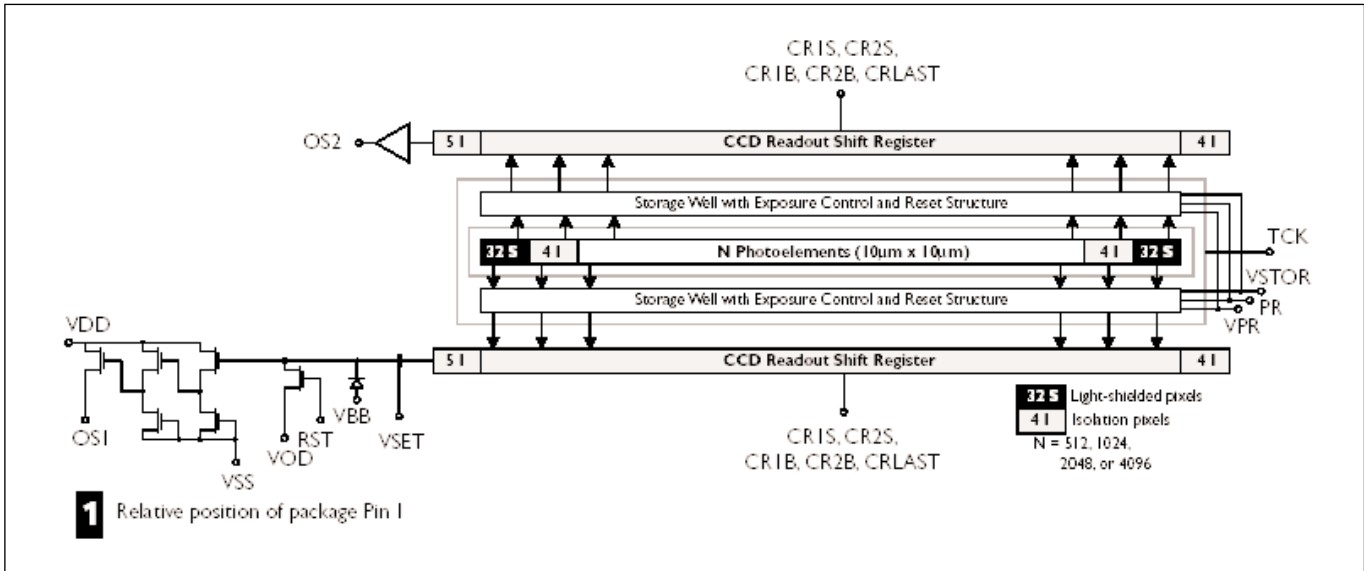 CR1S, CR2S,
CR1B, CR2B, CRLAST
OS2
5 I
CCD Readout Shift Register
4 I
Storage Well with Exposure Control and Reset Structure
32 S
4 I
N Photoelements (10µm x 10µm)
4 I
32 S
TCK
VSTOR
PR
VPR
Storage Well with Exposure Control and Reset Structure
VDD
5 I
CCD Readout Shift Register
4 I
OS1
VSS
VOD
RST
VBB
VSET
CR1S, CR2S,
CR1B, CR2B, CRLAST
32 S Light-shielded pixels
4 I Isolation pixels
N = 512, 1024,
2048, or 4096
1 Relative position of package Pin 1